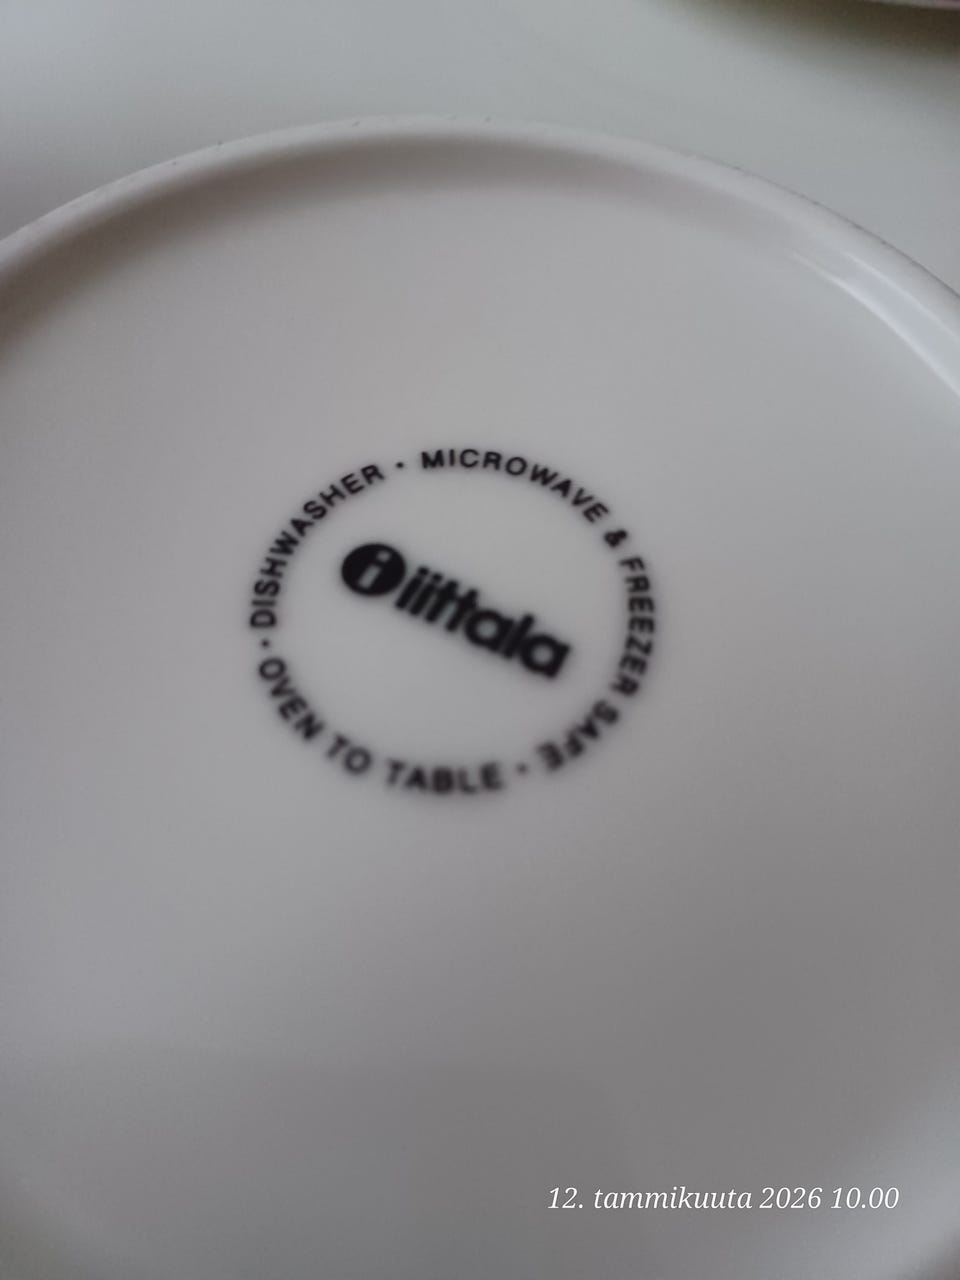 DISHWASHER · MICROWAVE & FREEZER SAFE · OVEN TO TABLE ·
i iittala
12. tammikuuta 2026 10.00